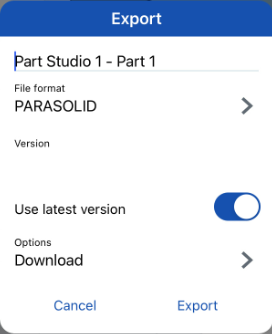 Export
Part Studio 1 - Part 1
File format
PARASOLID
Version
Use latest version
Options
Download
Cancel
Export